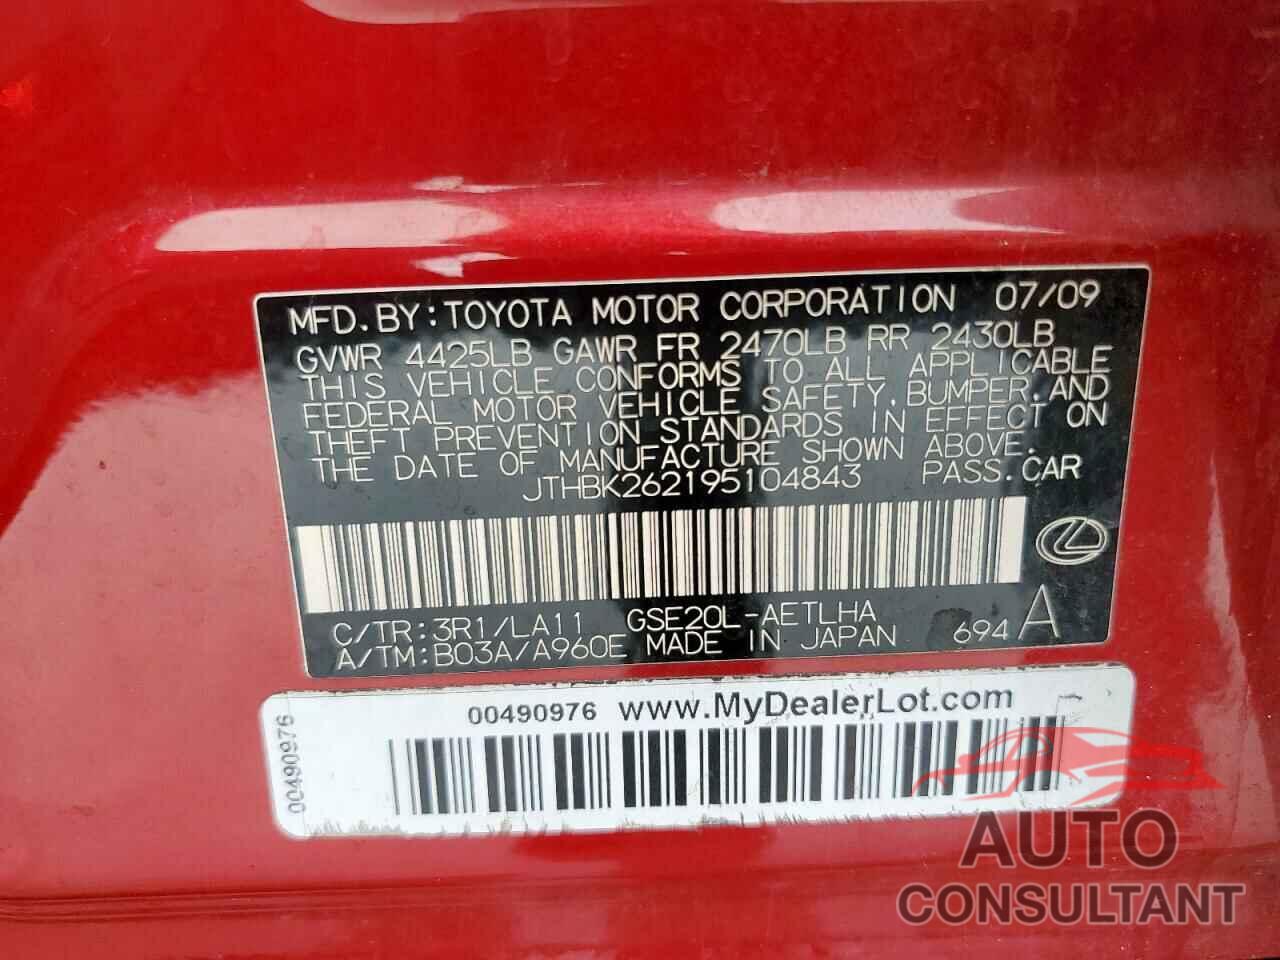 MFD.BY:TOYOTA MOTOR CORPORATION 07/09
GVWR 4425LB GAWR FR 2470LB RR 2430LB
THIS VEHICLE CONFORMS TO ALL APPLICABLE
FEDERAL MOTOR VEHICLE SAFETY,BUMPER,AND
THEFT PREVENTION STANDARDS IN EFFECT ON
THE DATE OF MANUFACTURE SHOWN ABOVE.
JTHBK262195104843 PASS.CAR
C/TR:3R1/LA11 GSE20L-AETLHA
A/TM:B03A/A960E MADE IN JAPAN 694 A
00490976 www.MyDealerLot.com
00490976
AUTO
CONSULTANT